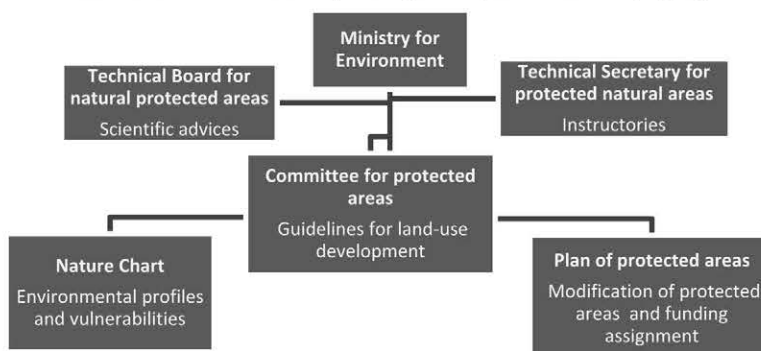 Ministry for
Environment
Technical Board for
natural protected areas
Scientific advices
Technical Secretary for
protected natural areas
Instructories
Committee for protected
areas
Guidelines for land-use
development
Nature Chart
Environmental profiles
and vulnerabilities
Plan of protected areas
Modification of protected
areas and funding
assignment